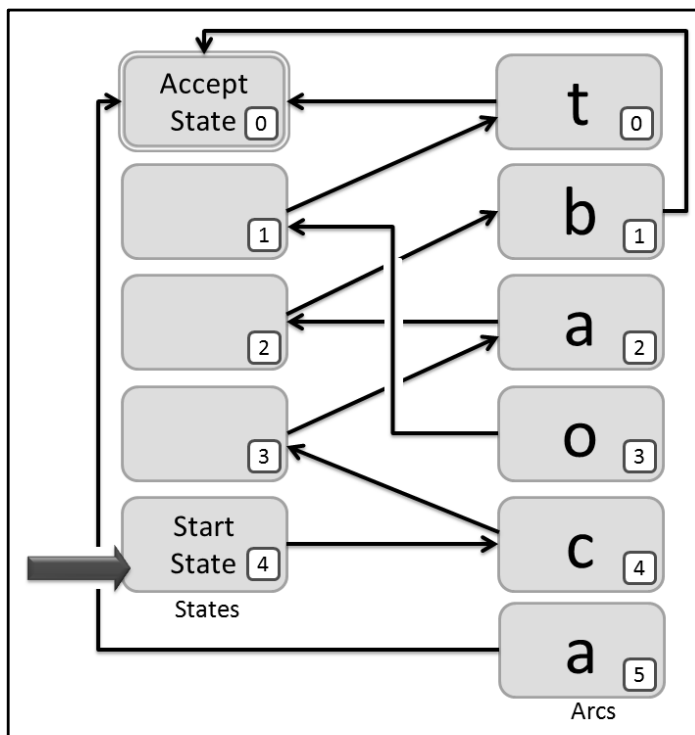 Accept
State 0
t 0
1
b 1
2
a 2
3
o 3
Start
State 4
c 4
States
a 5
Arcs